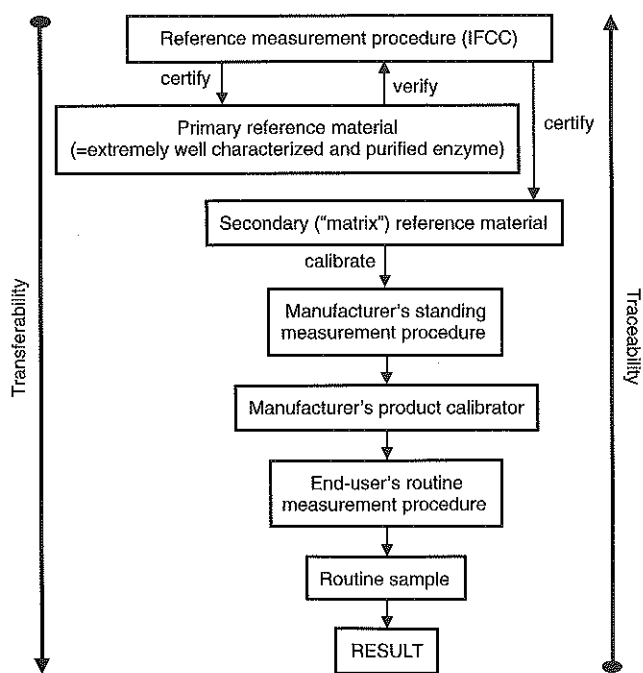 Reference measurement procedure (IFCC)
certify
verify
certify
Primary reference material
(=extremely well characterized and purified enzyme)
Secondary ("matrix") reference material
calibrate
Manufacturer's standing
measurement procedure
Manufacturer's product calibrator
End-user's routine
measurement procedure
Routine sample
RESULT
Transferability
Traceability